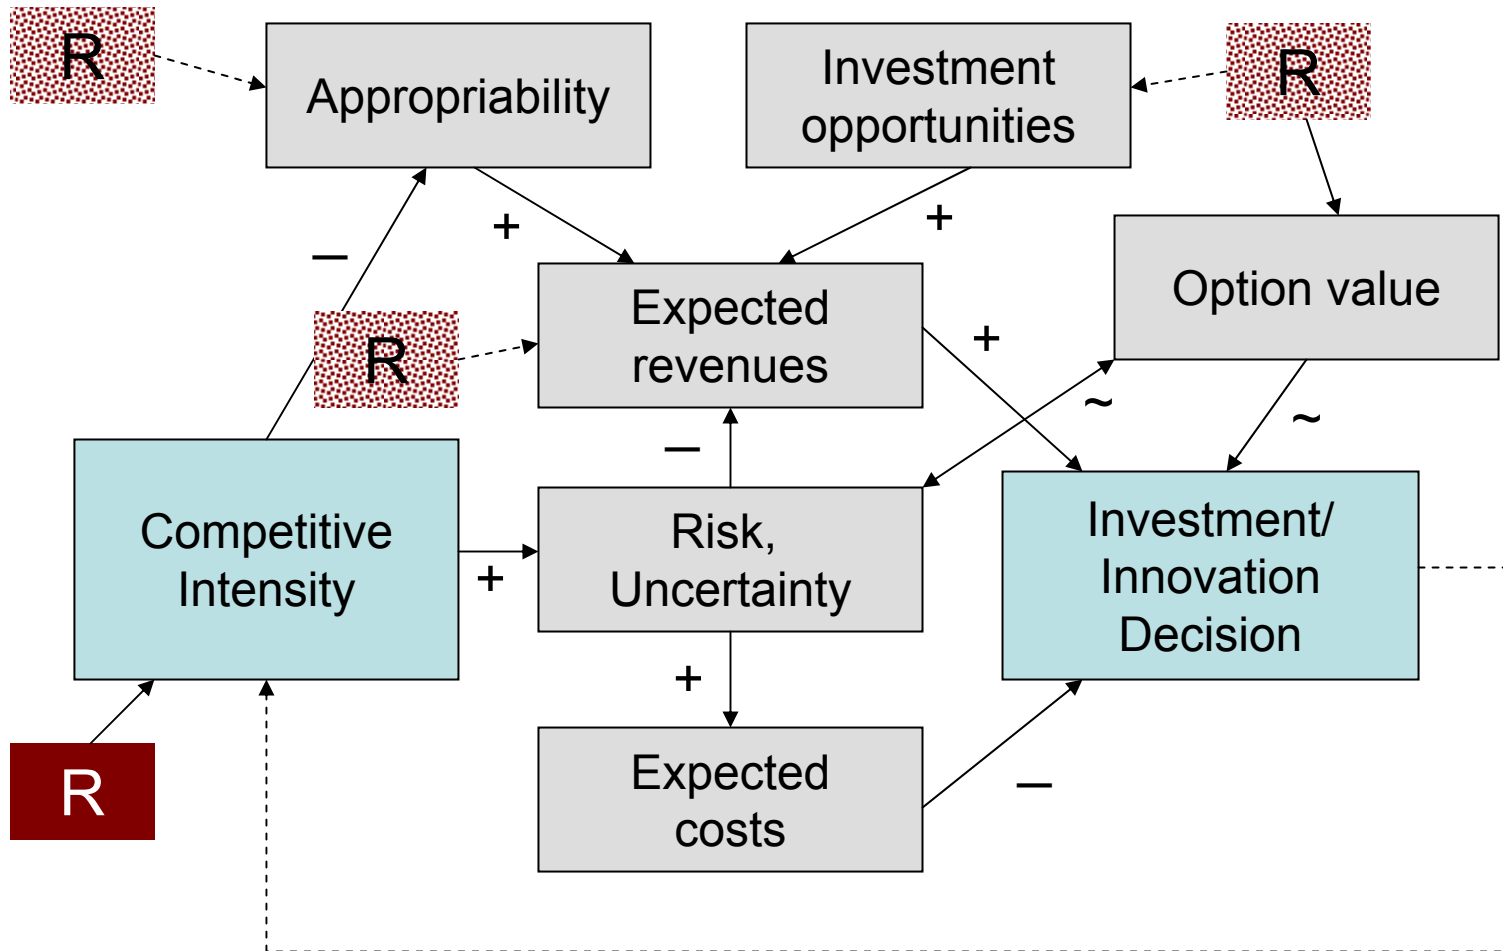 R
Appropriability
Investment
opportunities
R
+
+
–
Option value
Expected
revenues
R
+
~
~
–
Competitive
Intensity
Risk,
Uncertainty
Investment/
Innovation
Decision
+
+
R
Expected
costs
–